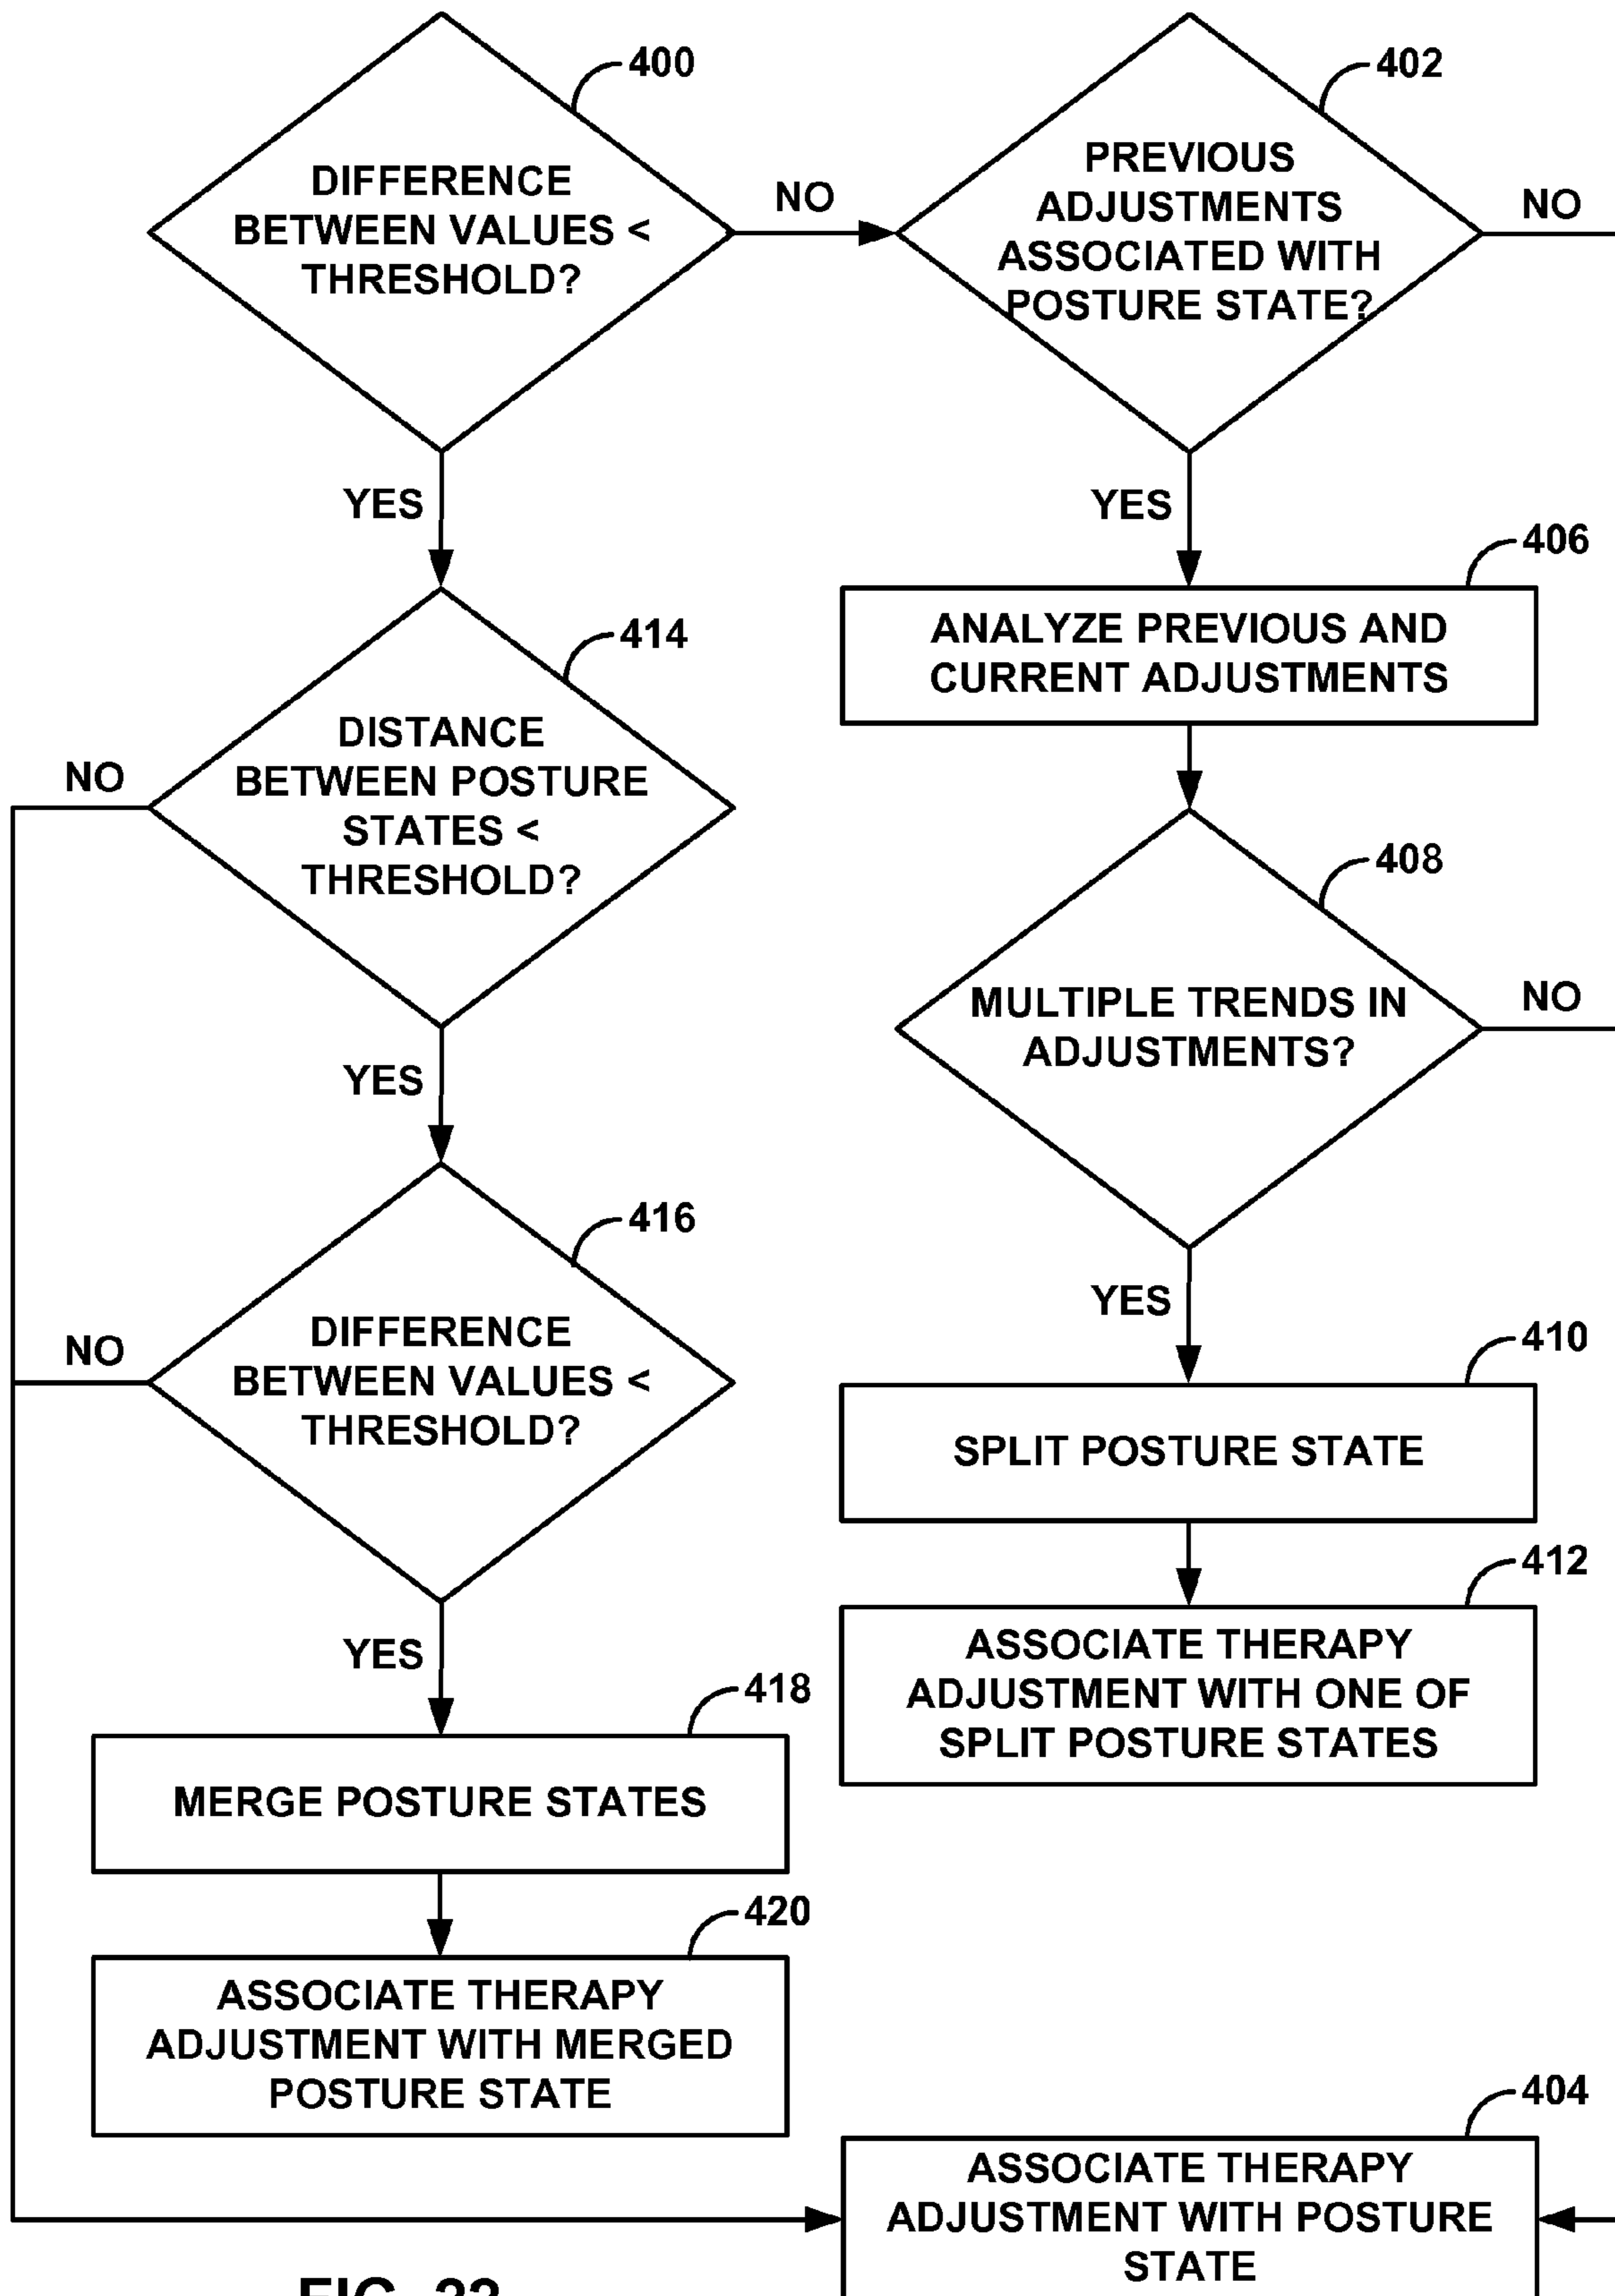 400
DIFFERENCE
BETWEEN VALUES <
THRESHOLD?
NO
YES
402
PREVIOUS
ADJUSTMENTS
ASSOCIATED WITH
POSTURE STATE?
NO
YES
406
ANALYZE PREVIOUS AND
CURRENT ADJUSTMENTS
414
DISTANCE
BETWEEN POSTURE
STATES <
THRESHOLD?
NO
YES
408
MULTIPLE TRENDS IN
ADJUSTMENTS?
NO
YES
416
DIFFERENCE
BETWEEN VALUES <
THRESHOLD?
NO
YES
410
SPLIT POSTURE STATE
412
ASSOCIATE THERAPY
ADJUSTMENT WITH ONE OF
SPLIT POSTURE STATES
418
MERGE POSTURE STATES
420
ASSOCIATE THERAPY
ADJUSTMENT WITH MERGED
POSTURE STATE
404
ASSOCIATE THERAPY
ADJUSTMENT WITH POSTURE
STATE
FIG.